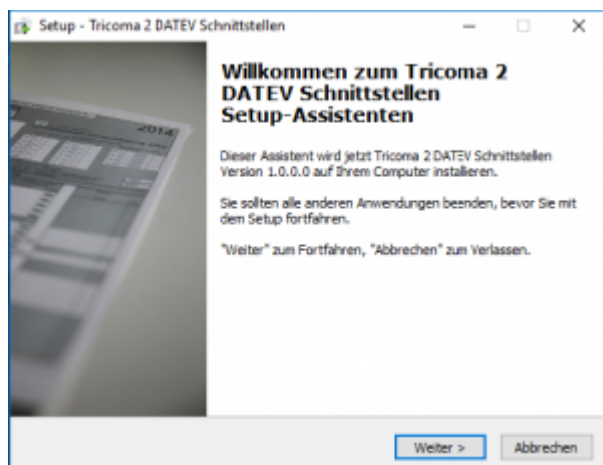 Setup - Tricoma 2 DATEV Schnittstellen
2014
Willkommen zum Tricoma 2
DATEV Schnittstellen
Setup-Assistenten
Dieser Assistent wird jetzt Tricoma 2 DATEV Schnittstellen
Version 1.0.0.0 auf Ihrem Computer installieren.
Sie sollten alle anderen Anwendungen beenden, bevor Sie mit
dem Setup fortfahren.
"Weiter" zum Fortfahren, "Abbrechen" zum Verlassen.
Weiter >
Abbrechen